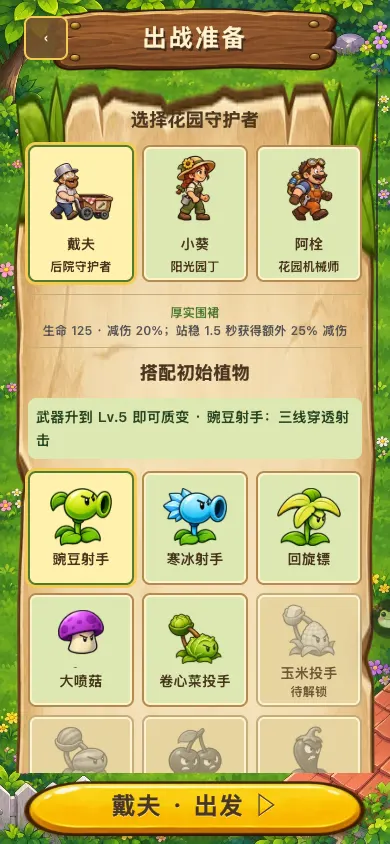 出战准备
选择花园守护者
戴夫
后院守护者
小葵
阳光园丁
阿栓
花园机械师
厚实围裙
生命 125 · 减伤 20%；站稳 1.5 秒获得额外 25% 减伤
搭配初始植物
武器升到 Lv.5 即可质变 · 豌豆射手：三线穿透射
击
豌豆射手
寒冰射手
回旋镖
大喷菇
卷心菜投手
玉米投手
待解锁
戴夫 · 出发 ▷